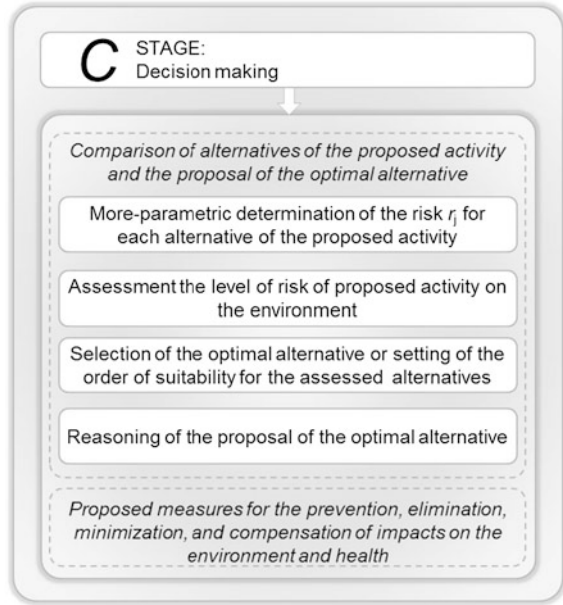 C STAGE:
Decision making
Comparison of alternatives of the proposed activity
and the proposal of the optimal alternative
More-parametric determination of the risk rj for
each alternative of the proposed activity
Assessment the level of risk of proposed activity on
the environment
Selection of the optimal alternative or setting of the
order of suitability for the assessed alternatives
Reasoning of the proposal of the optimal alternative
Proposed measures for the prevention, elimination,
minimization, and compensation of impacts on the
environment and health